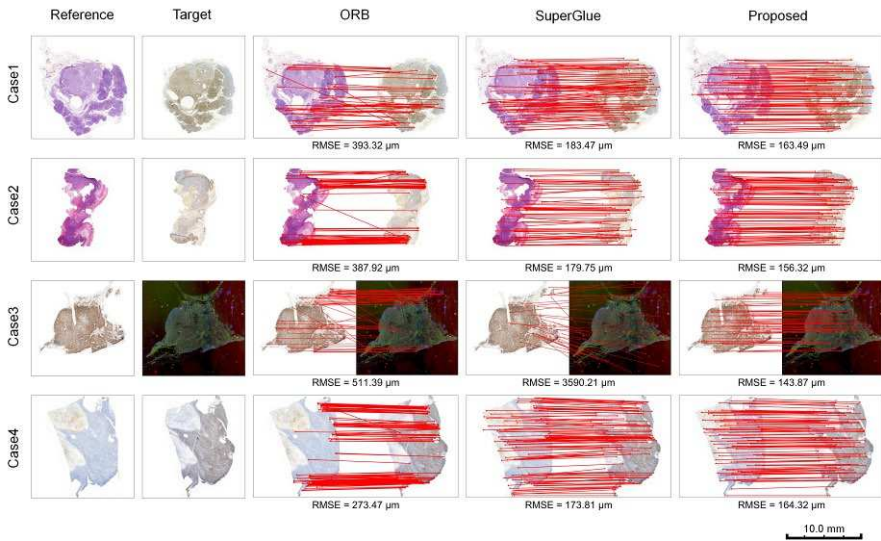 Reference Target ORB SuperGlue Proposed
Case1
RMSE = 393.32 µm RMSE = 183.47 µm RMSE = 163.49 µm
Case2
RMSE = 387.92 µm RMSE = 179.75 µm RMSE = 156.32 µm
Case3
RMSE = 511.39 µm RMSE = 3590.21 µm RMSE = 143.87 µm
Case4
RMSE = 273.47 µm RMSE = 173.81 µm RMSE = 164.32 µm
10.0 mm